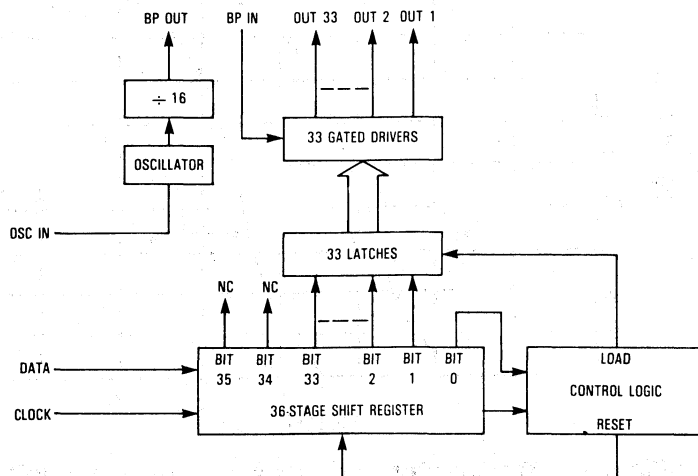 BP OUT
BP IN
OUT 33
OUT 2
OUT 1
÷ 16
33 GATED DRIVERS
OSCILLATOR
OSC IN
33 LATCHES
NC
NC
BIT 35
BIT 34
BIT 33
BIT 2
BIT 1
BIT 0
LOAD
DATA
CONTROL LOGIC
CLOCK
36-STAGE SHIFT REGISTER
RESET